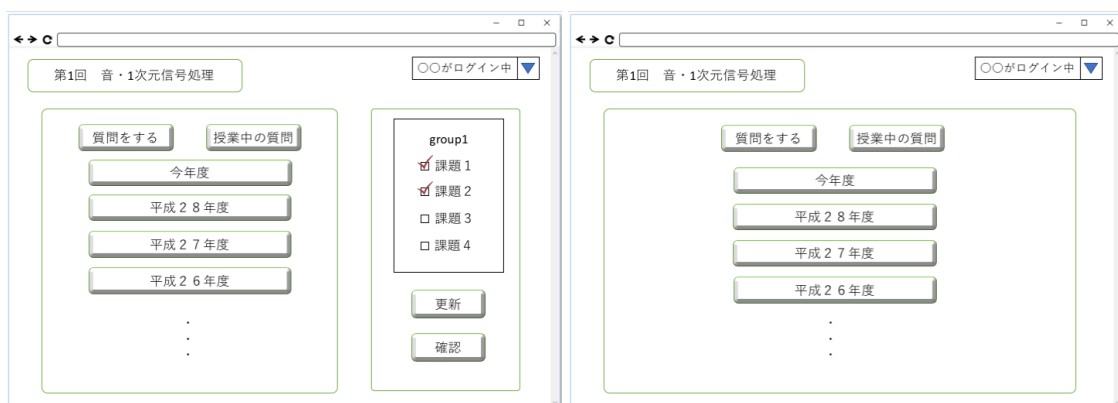 第1回　音・1次元信号処理
〇〇がログイン中
質問をする
授業中の質問
今年度
平成２８年度
平成２７年度
平成２６年度
group1
課題１
課題２
課題３
課題４
更新
確認
第1回　音・1次元信号処理
〇〇がログイン中
質問をする
授業中の質問
今年度
平成２８年度
平成２７年度
平成２６年度